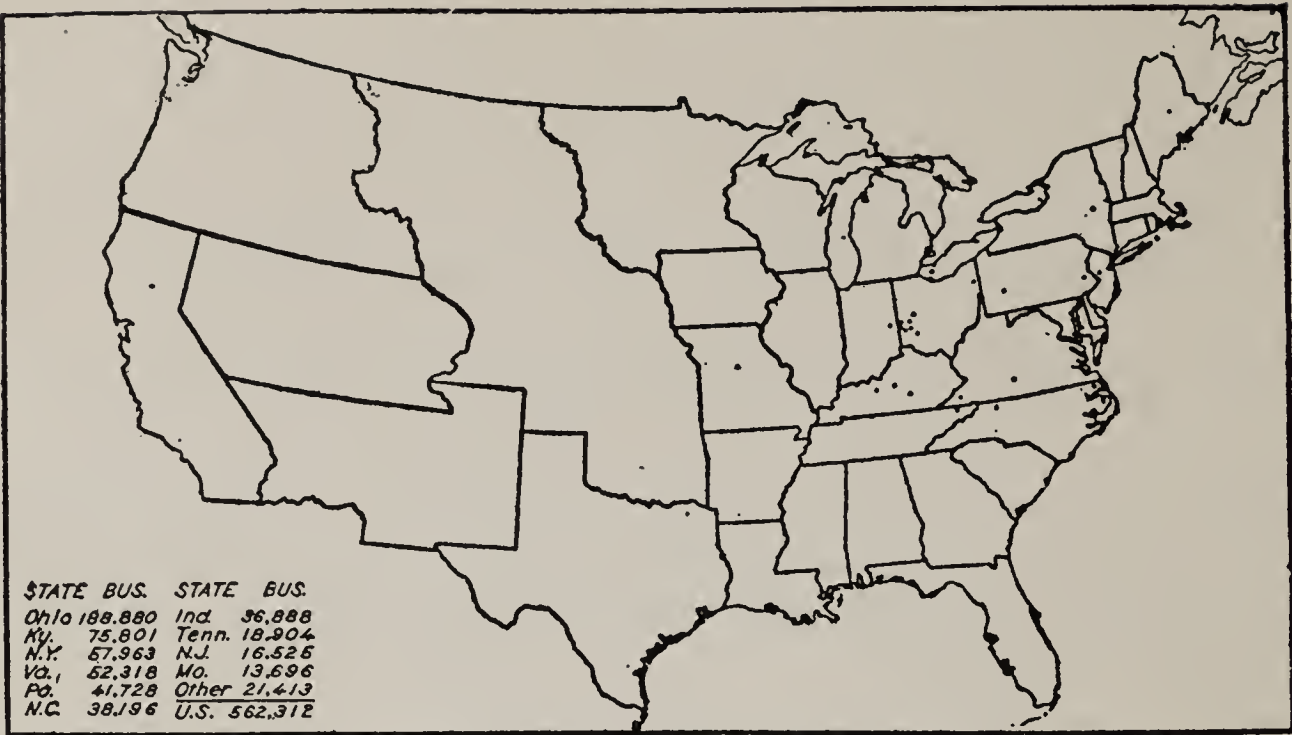 STATE BUS. STATE BUS.
Ohio 188.880 Ind. 36,888
Ky. 75.801 Tenn. 18.904
N.Y. 57,963 N.J. 16.525
Va., 52,318 Mo. 13,696
Pa. 41.728 Other 21,413
N.C. 38,196 U.S. 562,312